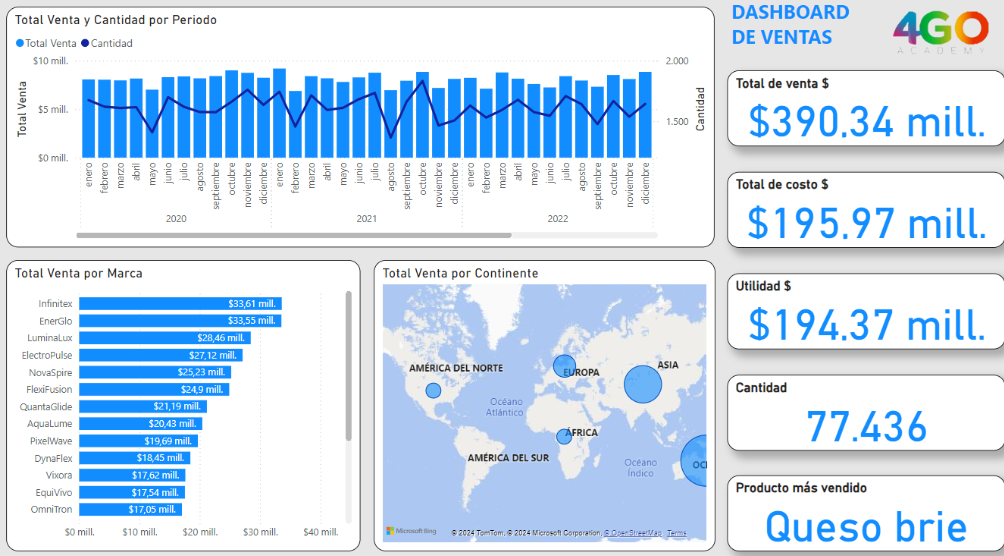 Total Venta y Cantidad por Periodo
Total Venta Cantidad
$10 mill.
$5 mill.
$0 mill.
Total Venta
2.000
1.500
Cantidad
enero febrero marzo abril mayo junio julio agosto septiembre octubre noviembre diciembre enero febrero marzo abril mayo junio julio agosto septiembre octubre noviembre diciembre enero febrero marzo abril mayo junio julio agosto septiembre octubre noviembre diciembre
2020 2021 2022
DASHBOARD
DE VENTAS
4GO
ACADEMY
Total de venta $
$390,34 mill.
Total de costo $
$195,97 mill.
Utilidad $
$194,37 mill.
Cantidad
77.436
Producto más vendido
Queso brie
Total Venta por Marca
Infinitex $33,61 mill.
EnerGlo $33,55 mill.
LuminaLux $28,46 mill.
ElectroPulse $27,12 mill.
NovaSpire $25,23 mill.
FlexiFusion $24,9 mill.
QuantaGlide $21,19 mill.
AquaLume $20,43 mill.
PixelWave $19,69 mill.
DynaFlex $18,45 mill.
Vixora $17,62 mill.
EquiVivo $17,54 mill.
OmniTron $17,05 mill.
$0 mill. $10 mill. $20 mill. $30 mill. $40 mill.
Total Venta por Continente
AMÉRICA DEL NORTE
EUROPA
ASIA
Océano
Atlántico
ÁFRICA
AMÉRICA DEL SUR
Océano
Índico
OCE
Microsoft Bing
© 2024 TomTom, © 2024 Microsoft Corporation, © OpenStreetMap Terms